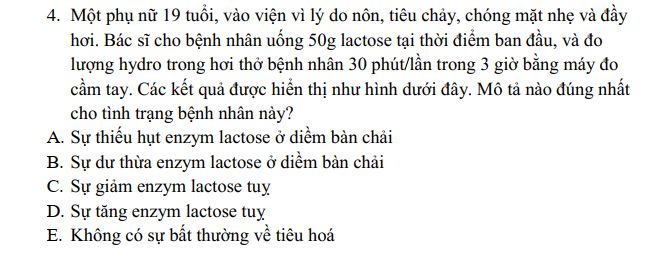 4. Một phụ nữ 19 tuổi, vào viện vì lý do nôn, tiêu chảy, chóng mặt nhẹ và đầy
hơi. Bác sĩ cho bệnh nhân uống 50g lactose tại thời điểm ban đầu, và đo
lượng hydro trong hơi thở bệnh nhân 30 phút/lần trong 3 giờ bằng máy đo
cầm tay. Các kết quả được hiển thị như hình dưới đây. Mô tả nào đúng nhất
cho tình trạng bệnh nhân này?
A. Sự thiếu hụt enzym lactose ở diềm bàn chải
B. Sự dư thừa enzym lactose ở diềm bàn chải
C. Sự giảm enzym lactose tuỵ
D. Sự tăng enzym lactose tuỵ
E. Không có sự bất thường về tiêu hoá